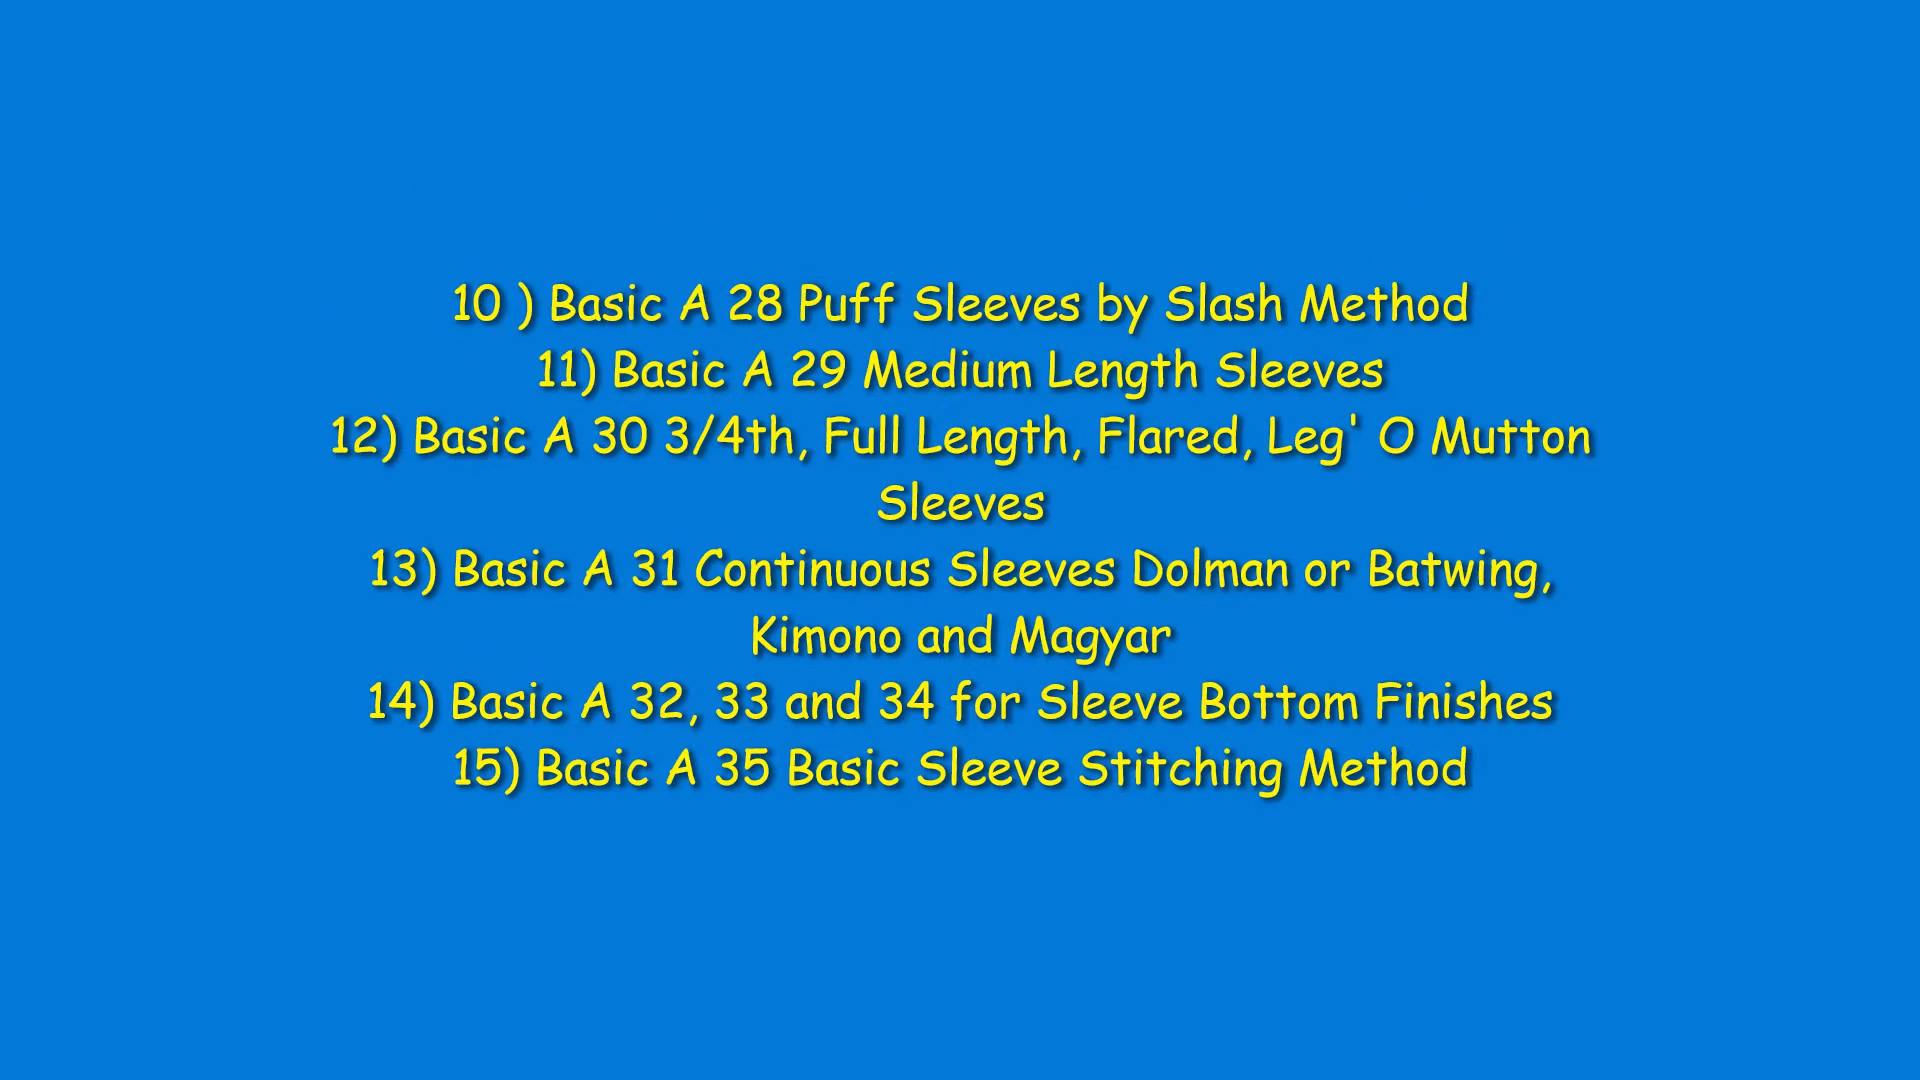 10 ) Basic A 28 Puff Sleeves by Slash Method
11) Basic A 29 Medium Length Sleeves
12) Basic A 30 3/4th, Full Length, Flared, Leg' O Mutton
Sleeves
13) Basic A 31 Continuous Sleeves Dolman or Batwing,
Kimono and Magyar
14) Basic A 32, 33 and 34 for Sleeve Bottom Finishes
15) Basic A 35 Basic Sleeve Stitching Method